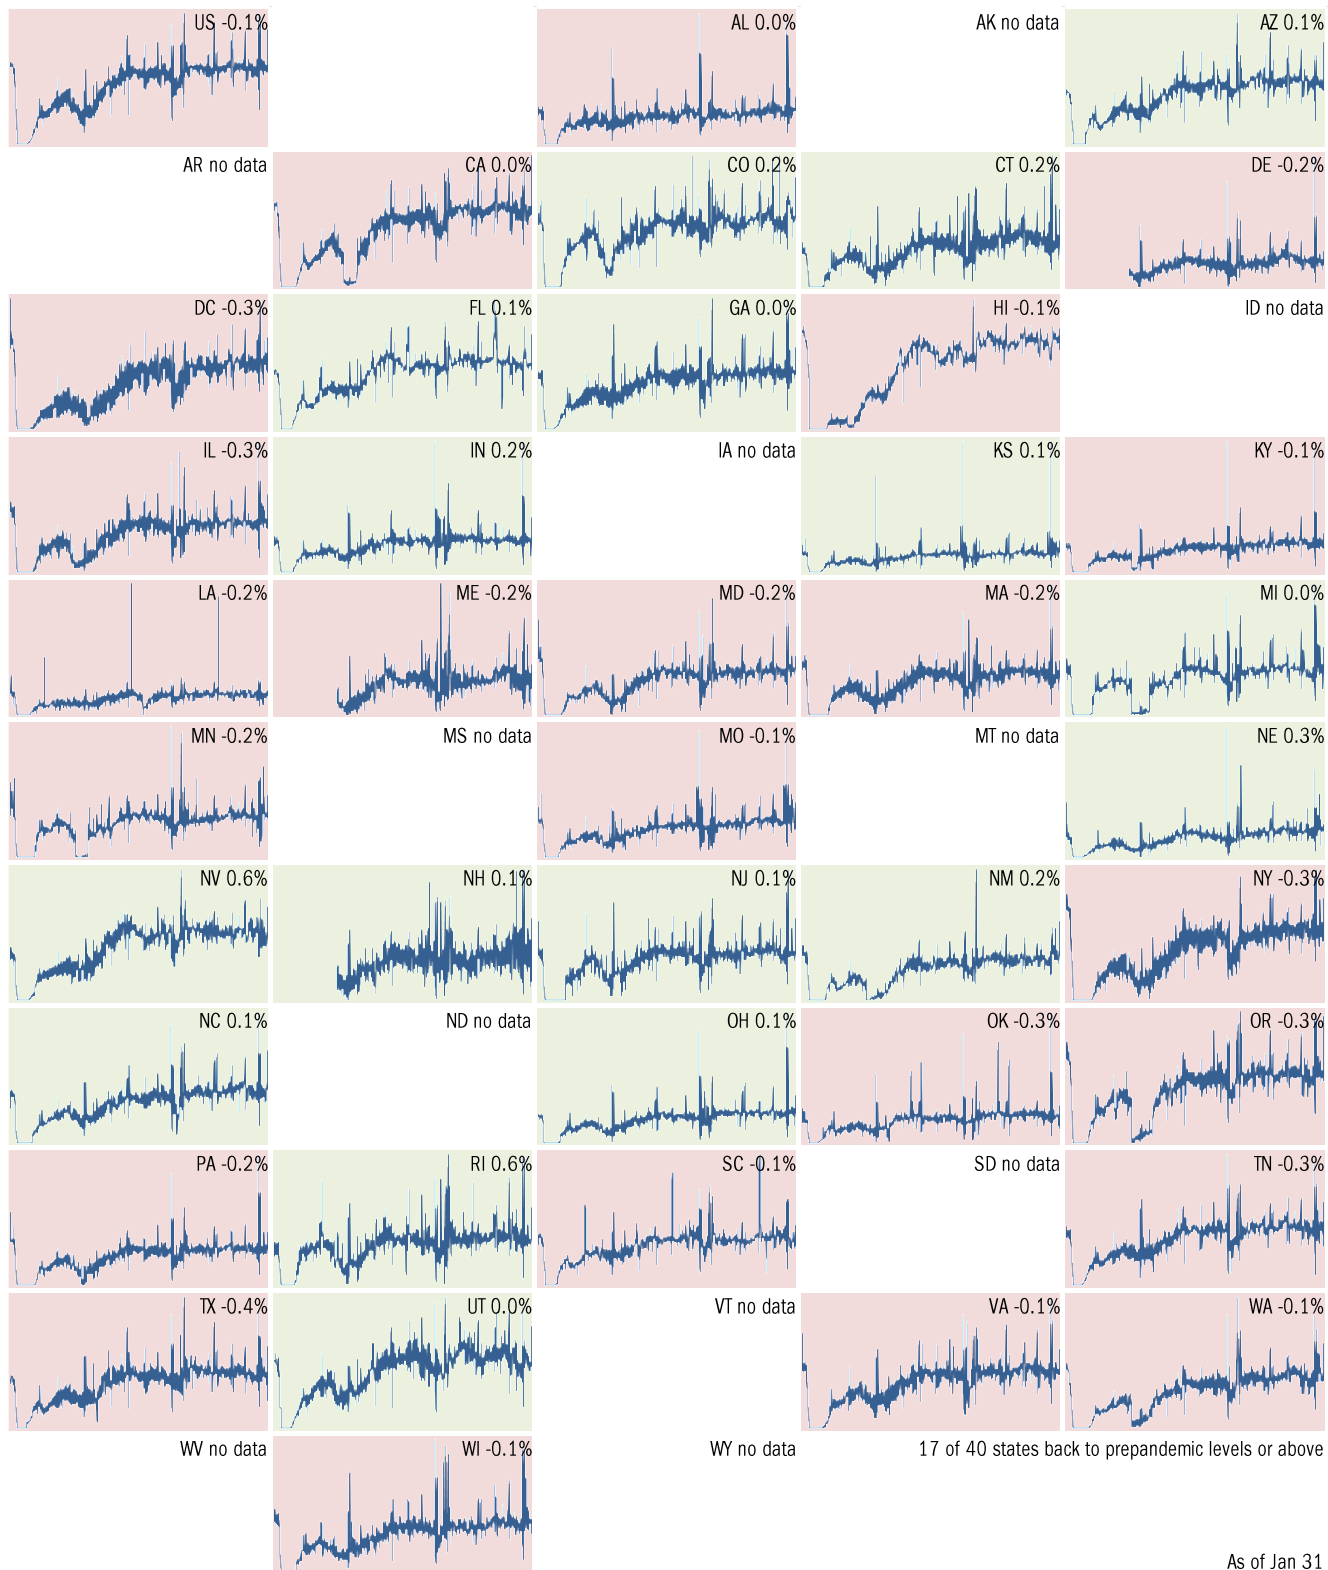 US -0.1%
AL 0.0%
AK no data
AZ 0.1%
AR no data
CA 0.0%
CO 0.2%
CT 0.2%
DE -0.2%
DC -0.3%
FL 0.1%
GA 0.0%
HI -0.1%
ID no data
IL -0.3%
IN 0.2%
IA no data
KS 0.1%
KY -0.1%
LA -0.2%
ME -0.2%
MD -0.2%
MA -0.2%
MI 0.0%
MN -0.2%
MS no data
MO -0.1%
MT no data
NE 0.3%
NV 0.6%
NH 0.1%
NJ 0.1%
NM 0.2%
NY -0.3%
NC 0.1%
ND no data
OH 0.1%
OK -0.3%
OR -0.3%
PA -0.2%
RI 0.6%
SC -0.1%
SD no data
TN -0.3%
TX -0.4%
UT 0.0%
VT no data
VA -0.1%
WA -0.1%
WV no data
WI -0.1%
WY no data
17 of 40 states back to prepandemic levels or above
As of Jan 31